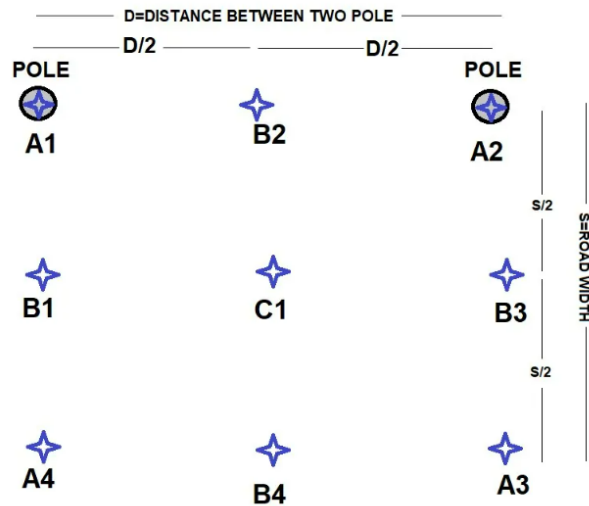 D=DISTANCE BETWEEN TWO POLE
D/2
D/2
POLE
POLE
A1
B2
A2
S/2
S=ROAD WIDTH
B1
C1
B3
S/2
A4
B4
A3